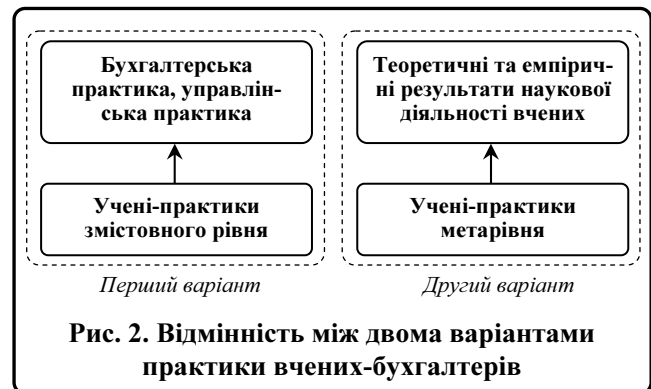 Бухгалтерська
практика, управлін-
ська практика
Учені-практики
змістовного рівня
Перший варіант
Теоретичні та емпірич-
ні результати наукової
діяльності вчених
Учені-практики
метарівня
Другий варіант
Рис. 2. Відмінність між двома варіантами
практики вчених-бухгалтерів